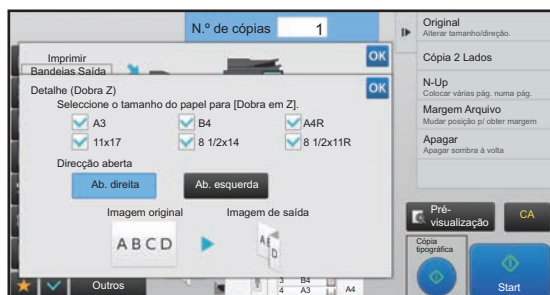 N.º de cópias 1
Original
Alterar tamanho/direção.
Cópia 2 Lados
N-Up
Colocar várias pág. numa pág.
Margem Arquivo
Mudar posição p/ obter margem
Apagar
Apagar sombra à volta
Imprimir
OK
Bandeias Saída
Detalhe (Dobra Z)
OK
Seleccione o tamanho do papel para [Dobra em Z].
A3 B4 A4R
11x17 8 1/2x14 8 1/2x11R
Direcção aberta
Ab. direita Ab. esquerda
Imagem original Imagem de saída
ABCD
Pré-
visualização
CA
Cópia
tipográfica
Start
Outros
3 B4
4 A3 A4